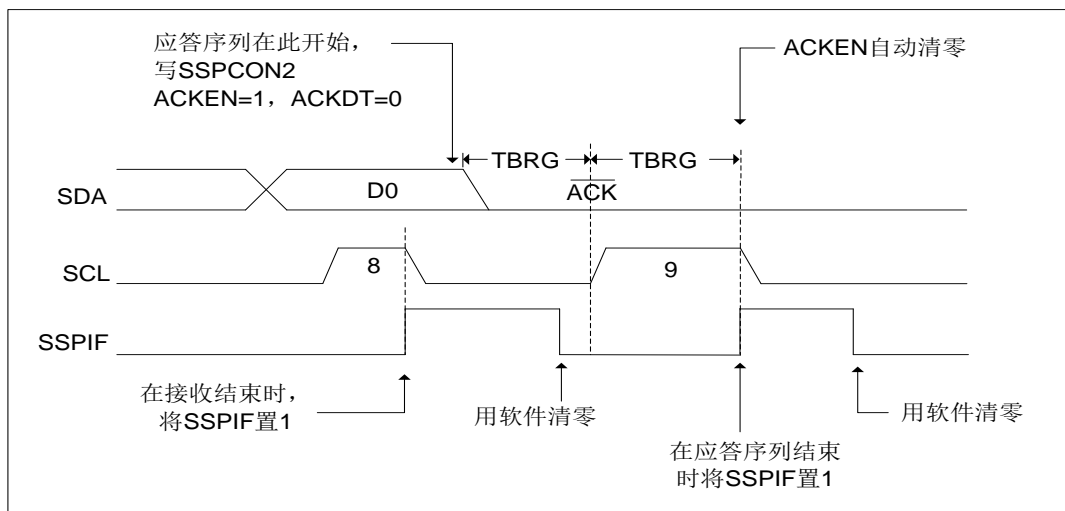 应答序列在此开始，
写SSPCON2
ACKEN=1，ACKDT=0
ACKEN自动清零
TBRG
TBRG
SDA
D0
ACK
SCL
8
9
SSPIF
在接收结束时，
将SSPIF置1
用软件清零
在应答序列结束
时将SSPIF置1
用软件清零